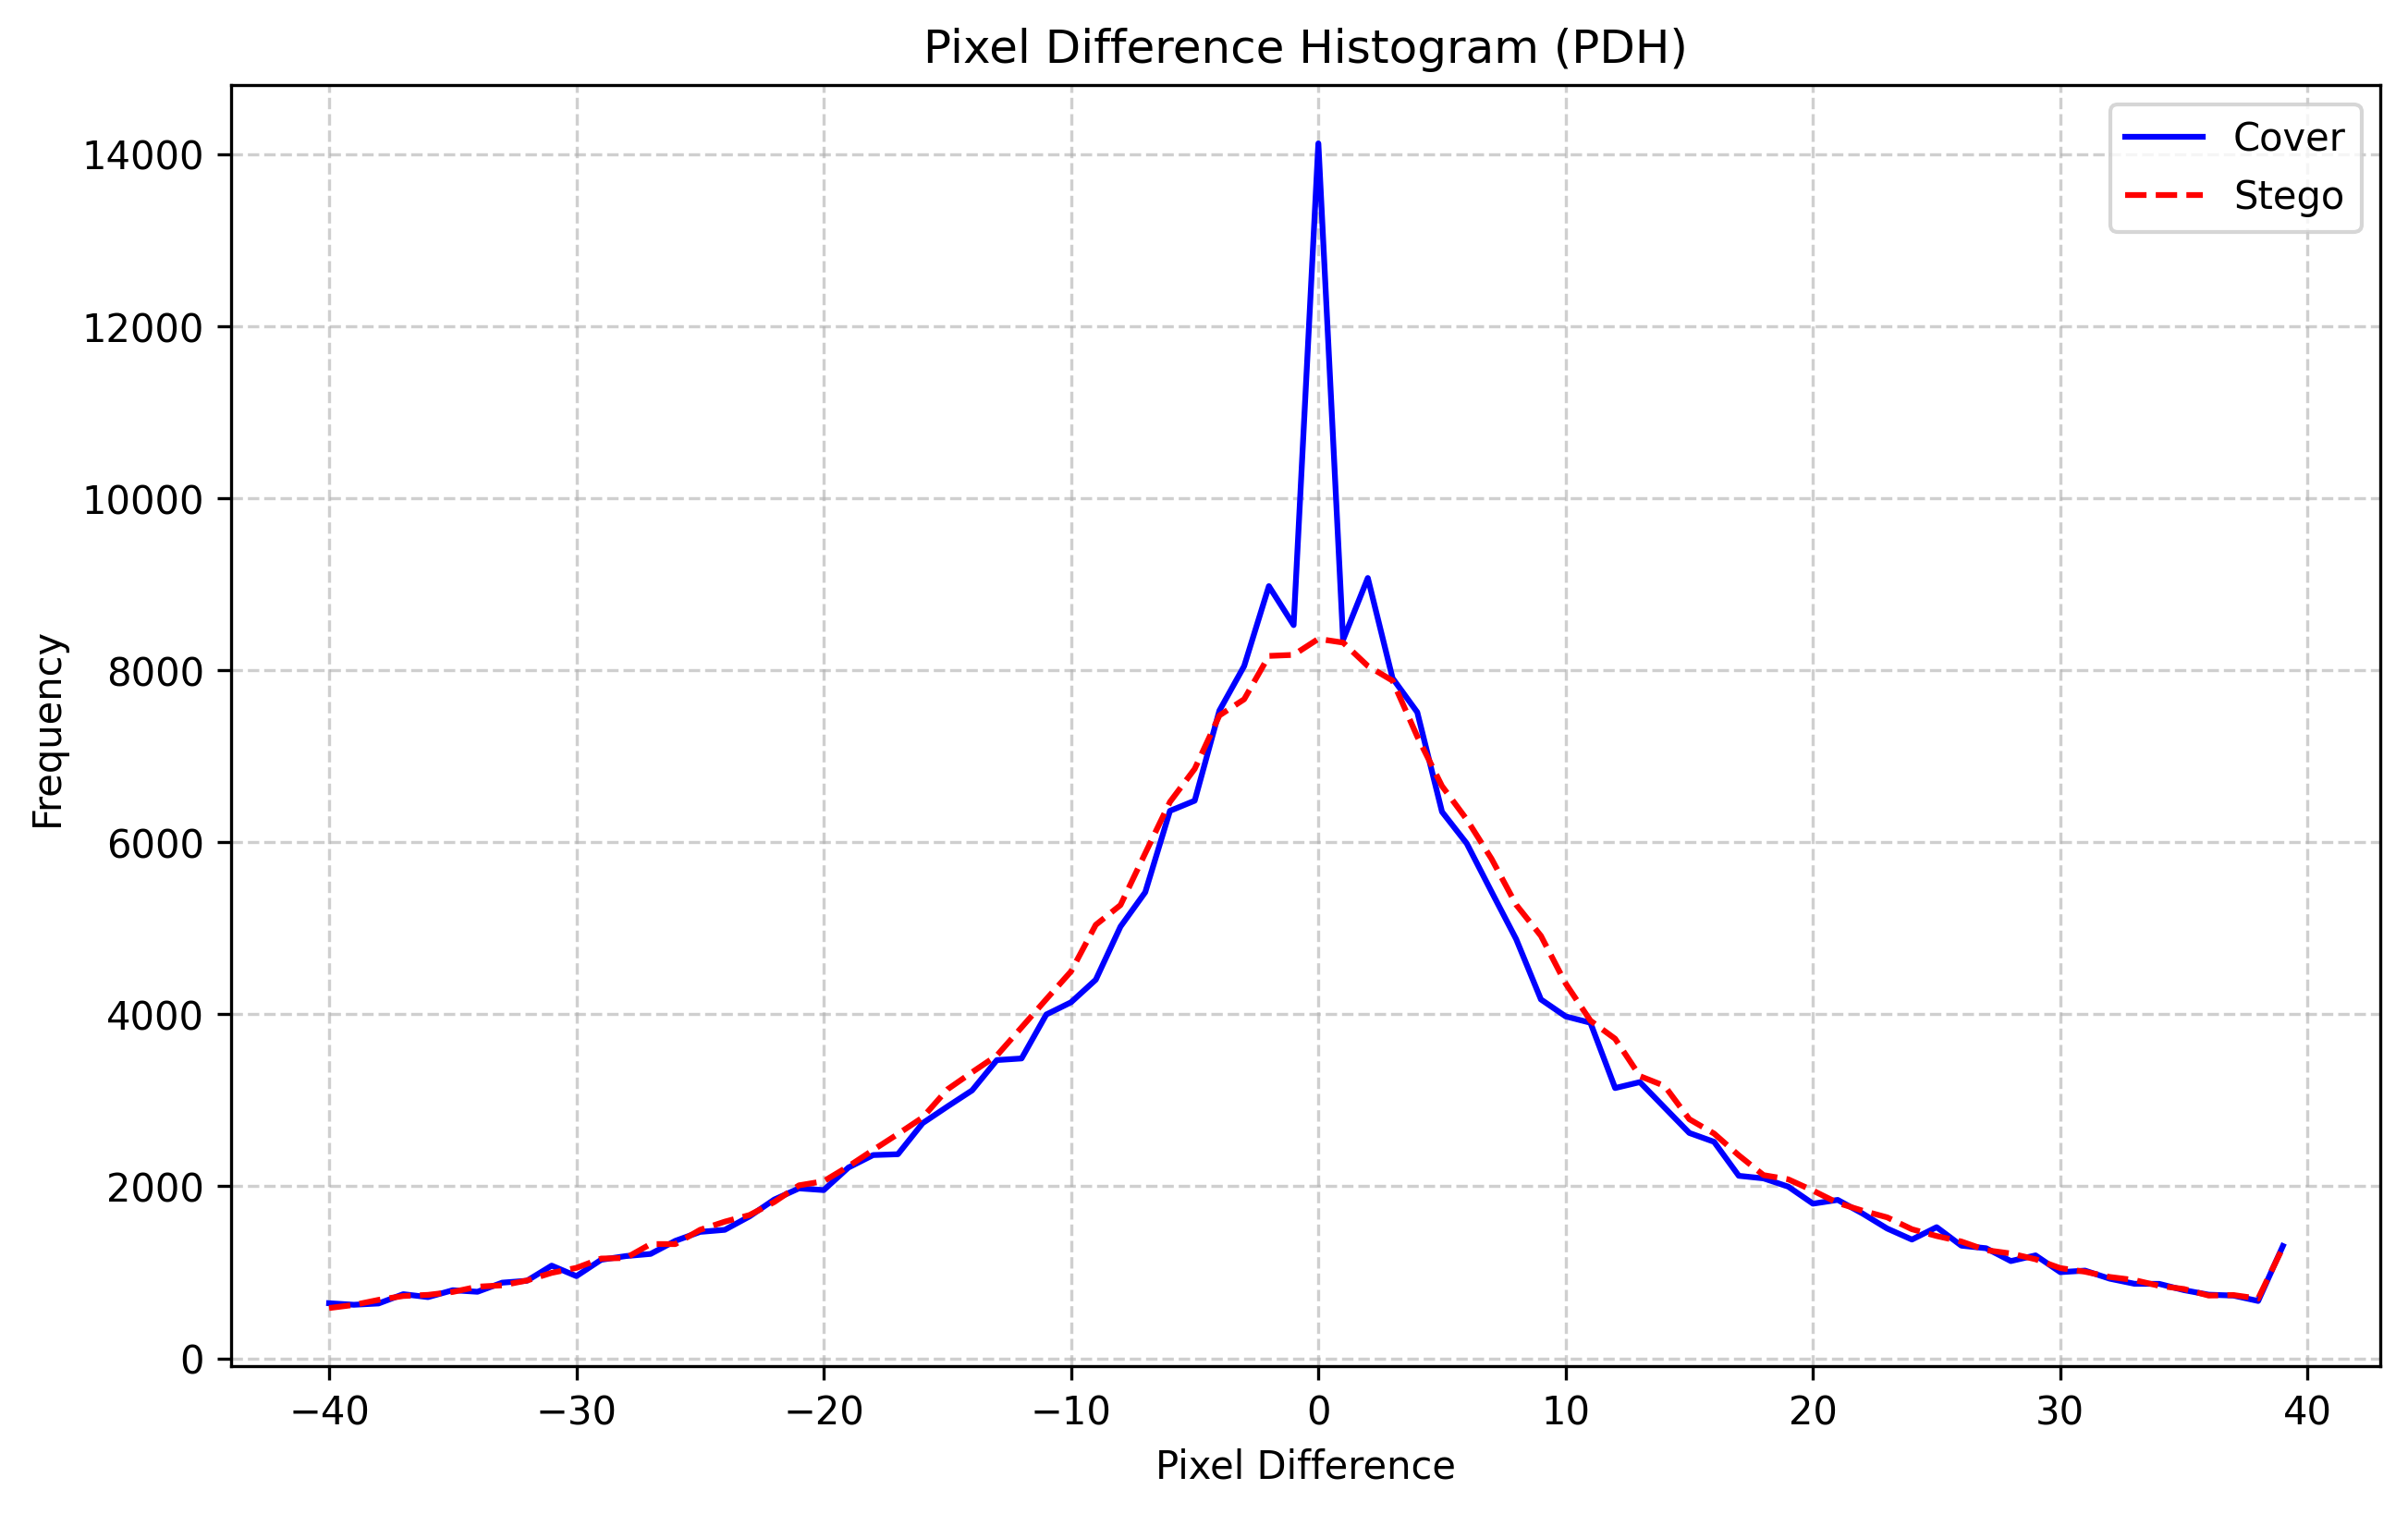 Pixel Difference Histogram (PDH)
Cover
Stego
14000
12000
10000
8000
6000
4000
2000
0
Frequency
−40 −30 −20 −10 0 10 20 30 40
Pixel Difference